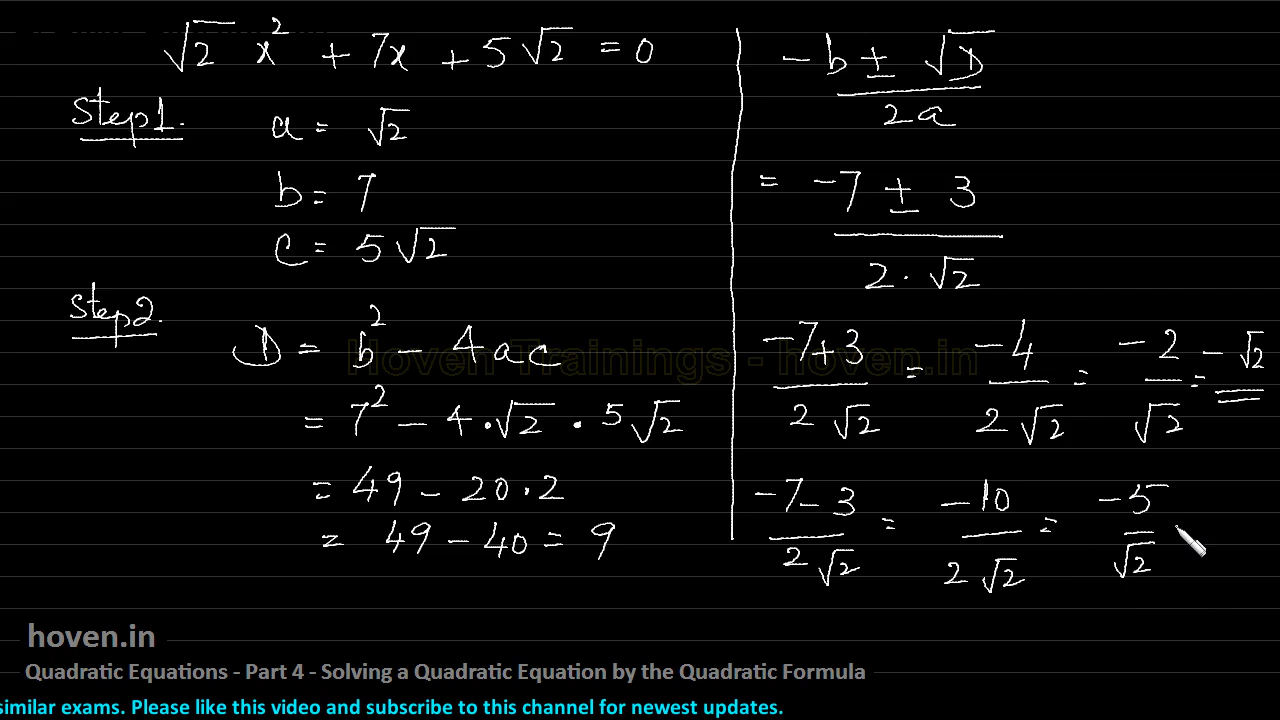 √2 x² + 7x + 5√2 = 0
Step1. a = √2
b = 7
c = 5√2
Step2.
D = b² - 4ac
= 7² - 4·√2 · 5√2
= 49 - 20·2
= 49 - 40 = 9
-b ± √D / 2a
= -7 ± 3 / 2·√2
-7+3 / 2√2 = -4 / 2√2 = -2 / √2 = -√2
-7-3 / 2√2 = -10 / 2√2 = -5 / √2
Hoven Trainings - hoven.in
hoven.in
Quadratic Equations - Part 4 - Solving a Quadratic Equation by the Quadratic Formula
similar exams. Please like this video and subscribe to this channel for newest updates.